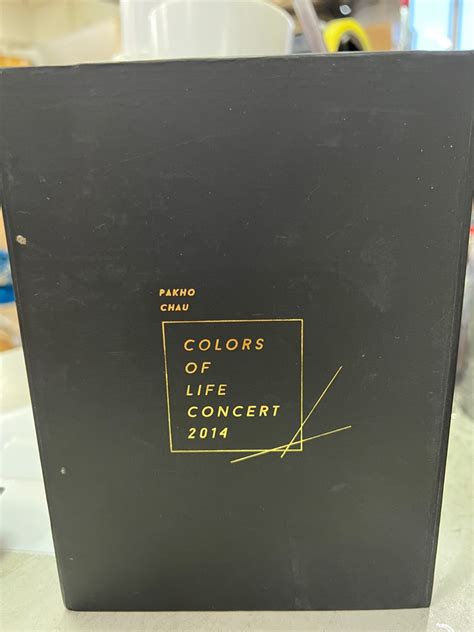 PAKHO
CHAU
COLORS
OF
LIFE
CONCERT
2014